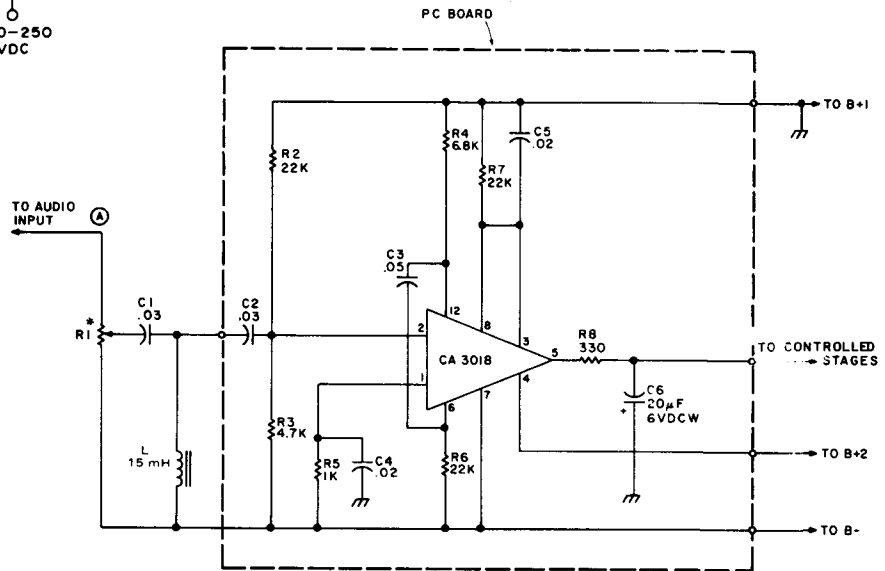 0-250
VDC
PC BOARD
TO B+1
R2
22K
R4
6.8K
R7
22K
C5
.02
TO AUDIO
INPUT
A
C3
.05
C1
.03
C2
.03
R1*
2
12
8
3
CA 3018
5
R8
330
TO CONTROLLED
STAGES
1
6
7
4
C6
20µF
6VDCW
+
R3
4.7K
L
15 mH
R5
1K
C4
.02
R6
22K
TO B+2
TO B-